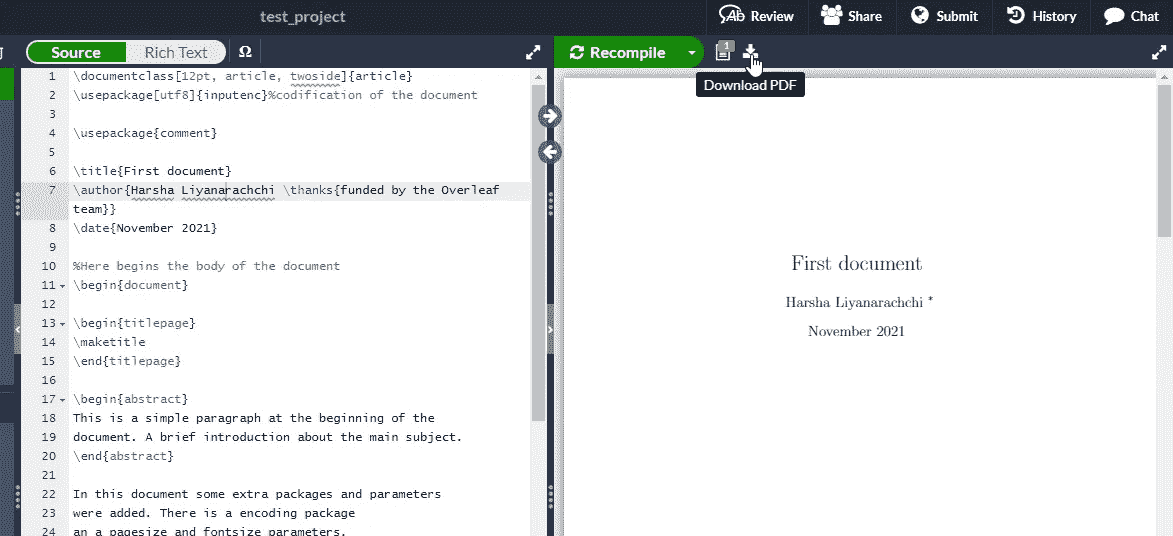 test_project
Review Share Submit History Chat
Source Rich Text Ω
Recompile 1
Download PDF
1 \documentclass[12pt, article, twoside]{article}
2 \usepackage[utf8]{inputenc}%codification of the document
3
4 \usepackage{comment}
5
6 \title{First document}
7 \author{Harsha Liyanarachchi \thanks{funded by the Overleaf
team}}
8 \date{November 2021}
9
10 %Here begins the body of the document
11 \begin{document}
12
13 \begin{titlepage}
14 \maketitle
15 \end{titlepage}
16
17 \begin{abstract}
18 This is a simple paragraph at the beginning of the
19 document. A brief introduction about the main subject.
20 \end{abstract}
21
22 In this document some extra packages and parameters
23 were added. There is a encoding package
24 an a pagesize and fontsize parameters.
First document
Harsha Liyanarachchi *
November 2021